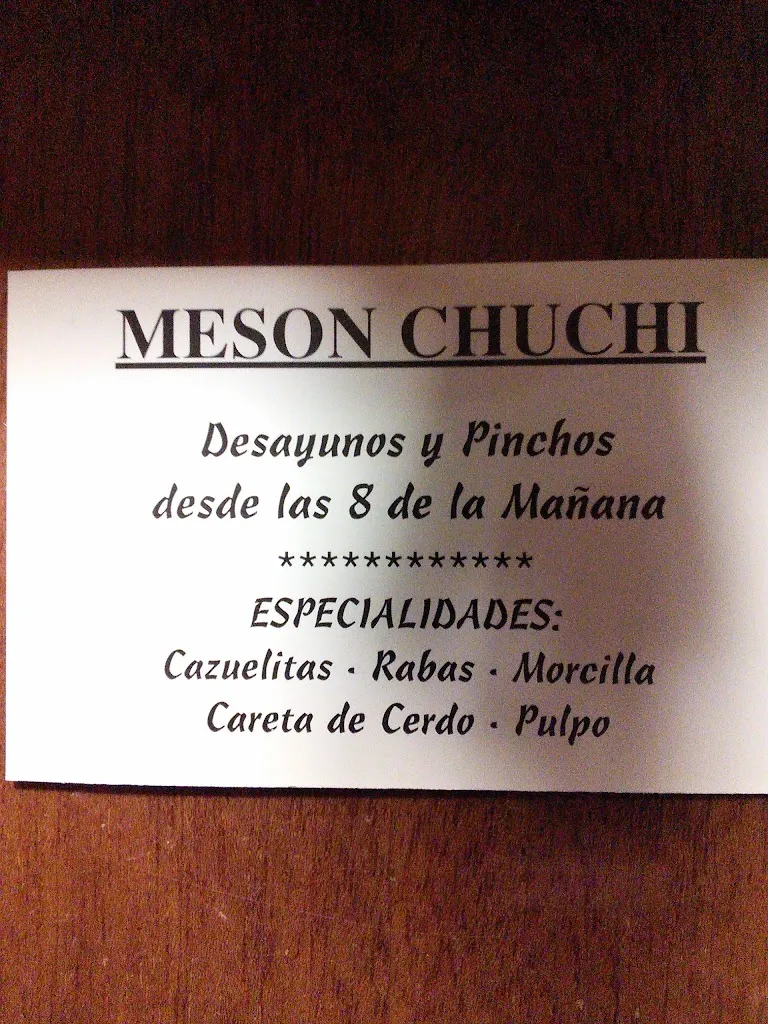 MESON CHUCHI
Desayunos y Pinchos
desde las 8 de la Mañana
************
ESPECIALIDADES:
Cazuelitas · Rabas · Morcilla
Careta de Cerdo · Pulpo